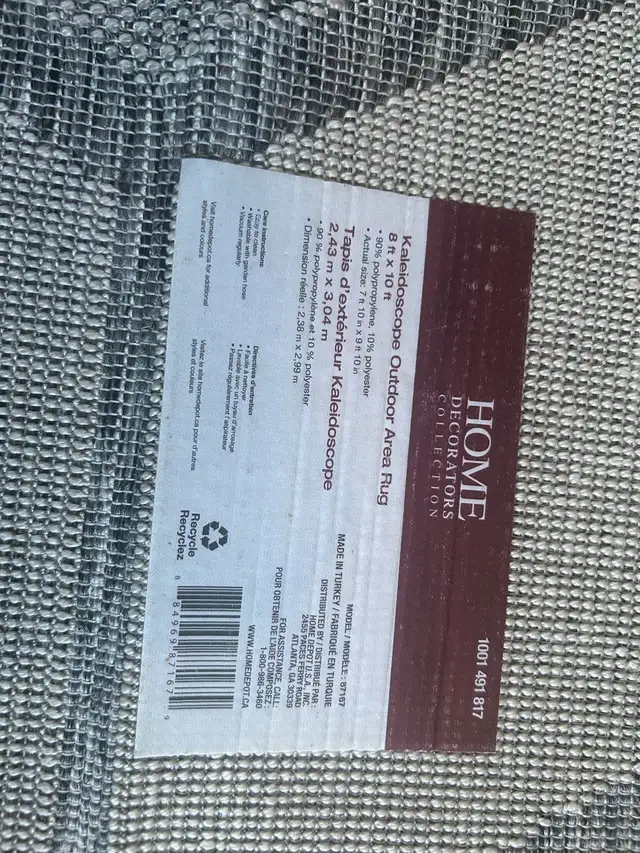 HOME
DECORATORS
COLLECTION
1001 491 817
Kaleidoscope Outdoor Area Rug
8 ft x 10 ft
• 90% polypropylene, 10% polyester
• Actual size: 7 ft 10 in x 9 ft 10 in
Tapis d'extérieur Kaleidoscope
2,43 m x 3,04 m
• 90 % polypropylène et 10 % polyester
• Dimension réelle : 2,38 m x 2,99 m
Care instructions
• Easy to clean
• Washable with garden hose
• Vacuum regularly
Directives d'entretien
• Facile à nettoyer
• Lavable avec un tuyau d'arrosage
• Passez régulièrement l'aspirateur
Visit homedepot.ca for additional
styles and colours
Visitez le site homedepot.ca pour d'autres
styles et couleurs
Recycle
Recyclez
MODEL / MODÈLE : 87167
MADE IN TURKEY / FABRIQUÉ EN TURQUIE
DISTRIBUTED BY / DISTRIBUÉ PAR :
HOME DEPOT U.S.A., INC.
2455 PACES FERRY ROAD
ATLANTA, GA 30339
FOR ASSISTANCE, CALL:
POUR OBTENIR DE L'AIDE COMPOSEZ :
1-800-986-3460
WWW.HOMEDEPOT.CA
8 84969 87167 9